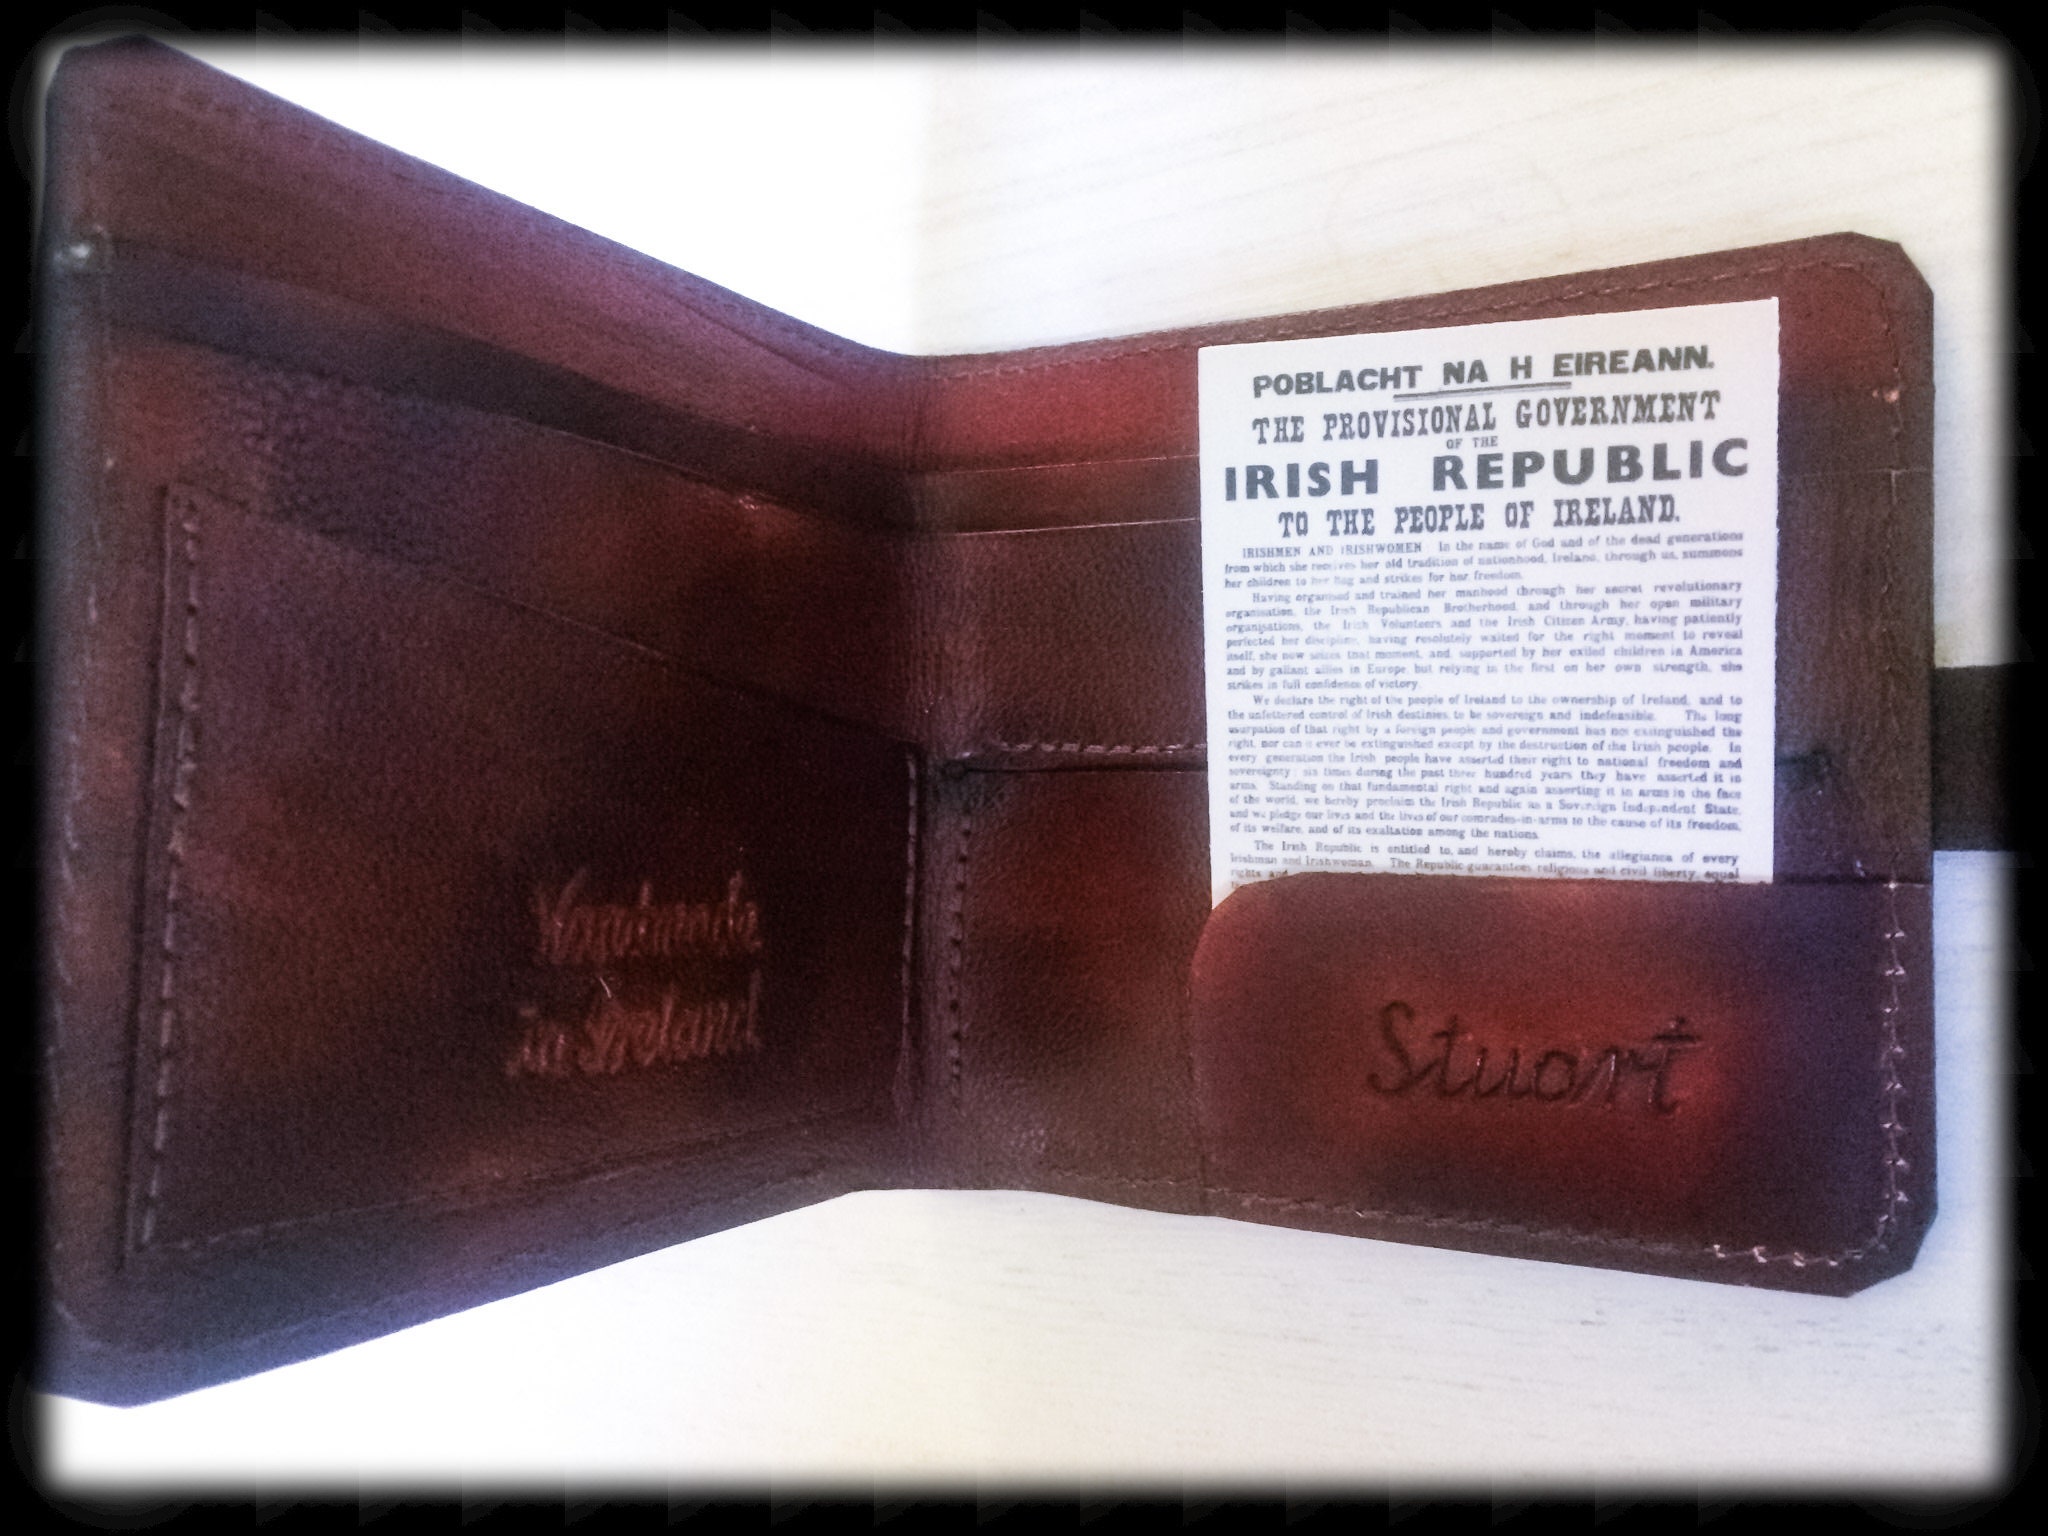 Handmade
in Ireland
POBLACHT NA H EIREANN.
THE PROVISIONAL GOVERNMENT
OF THE
IRISH REPUBLIC
TO THE PEOPLE OF IRELAND.
IRISHMEN AND IRISHWOMEN: In the name of God and of the dead generations
from which she receives her old tradition of nationhood, Ireland, through us, summons
her children to her flag and strikes for her freedom.
Having organised and trained her manhood through her secret revolutionary
organisation, the Irish Republican Brotherhood, and through her open military
organisations, the Irish Volunteers and the Irish Citizen Army, having patiently
perfected her discipline, having resolutely waited for the right moment to reveal
itself, she now seizes that moment, and, supported by her exiled children in America
and by gallant allies in Europe, but relying in the first on her own strength, she
strikes in full confidence of victory.
We declare the right of the people of Ireland to the ownership of Ireland, and to
the unfettered control of Irish destinies, to be sovereign and indefeasible. The long
usurpation of that right by a foreign people and government has not extinguished the
right, nor can it ever be extinguished except by the destruction of the Irish people. In
every generation the Irish people have asserted their right to national freedom and
sovereignty; six times during the past three hundred years they have asserted it in
arms. Standing on that fundamental right and again asserting it in arms in the face
of the world, we hereby proclaim the Irish Republic as a Sovereign Independent State,
and we pledge our lives and the lives of our comrades-in-arms to the cause of its freedom,
of its welfare, and of its exaltation among the nations.
The Irish Republic is entitled to, and hereby claims, the allegiance of every
Irishman and Irishwoman. The Republic guarantees religious and civil liberty, equal
rights and
Stuart